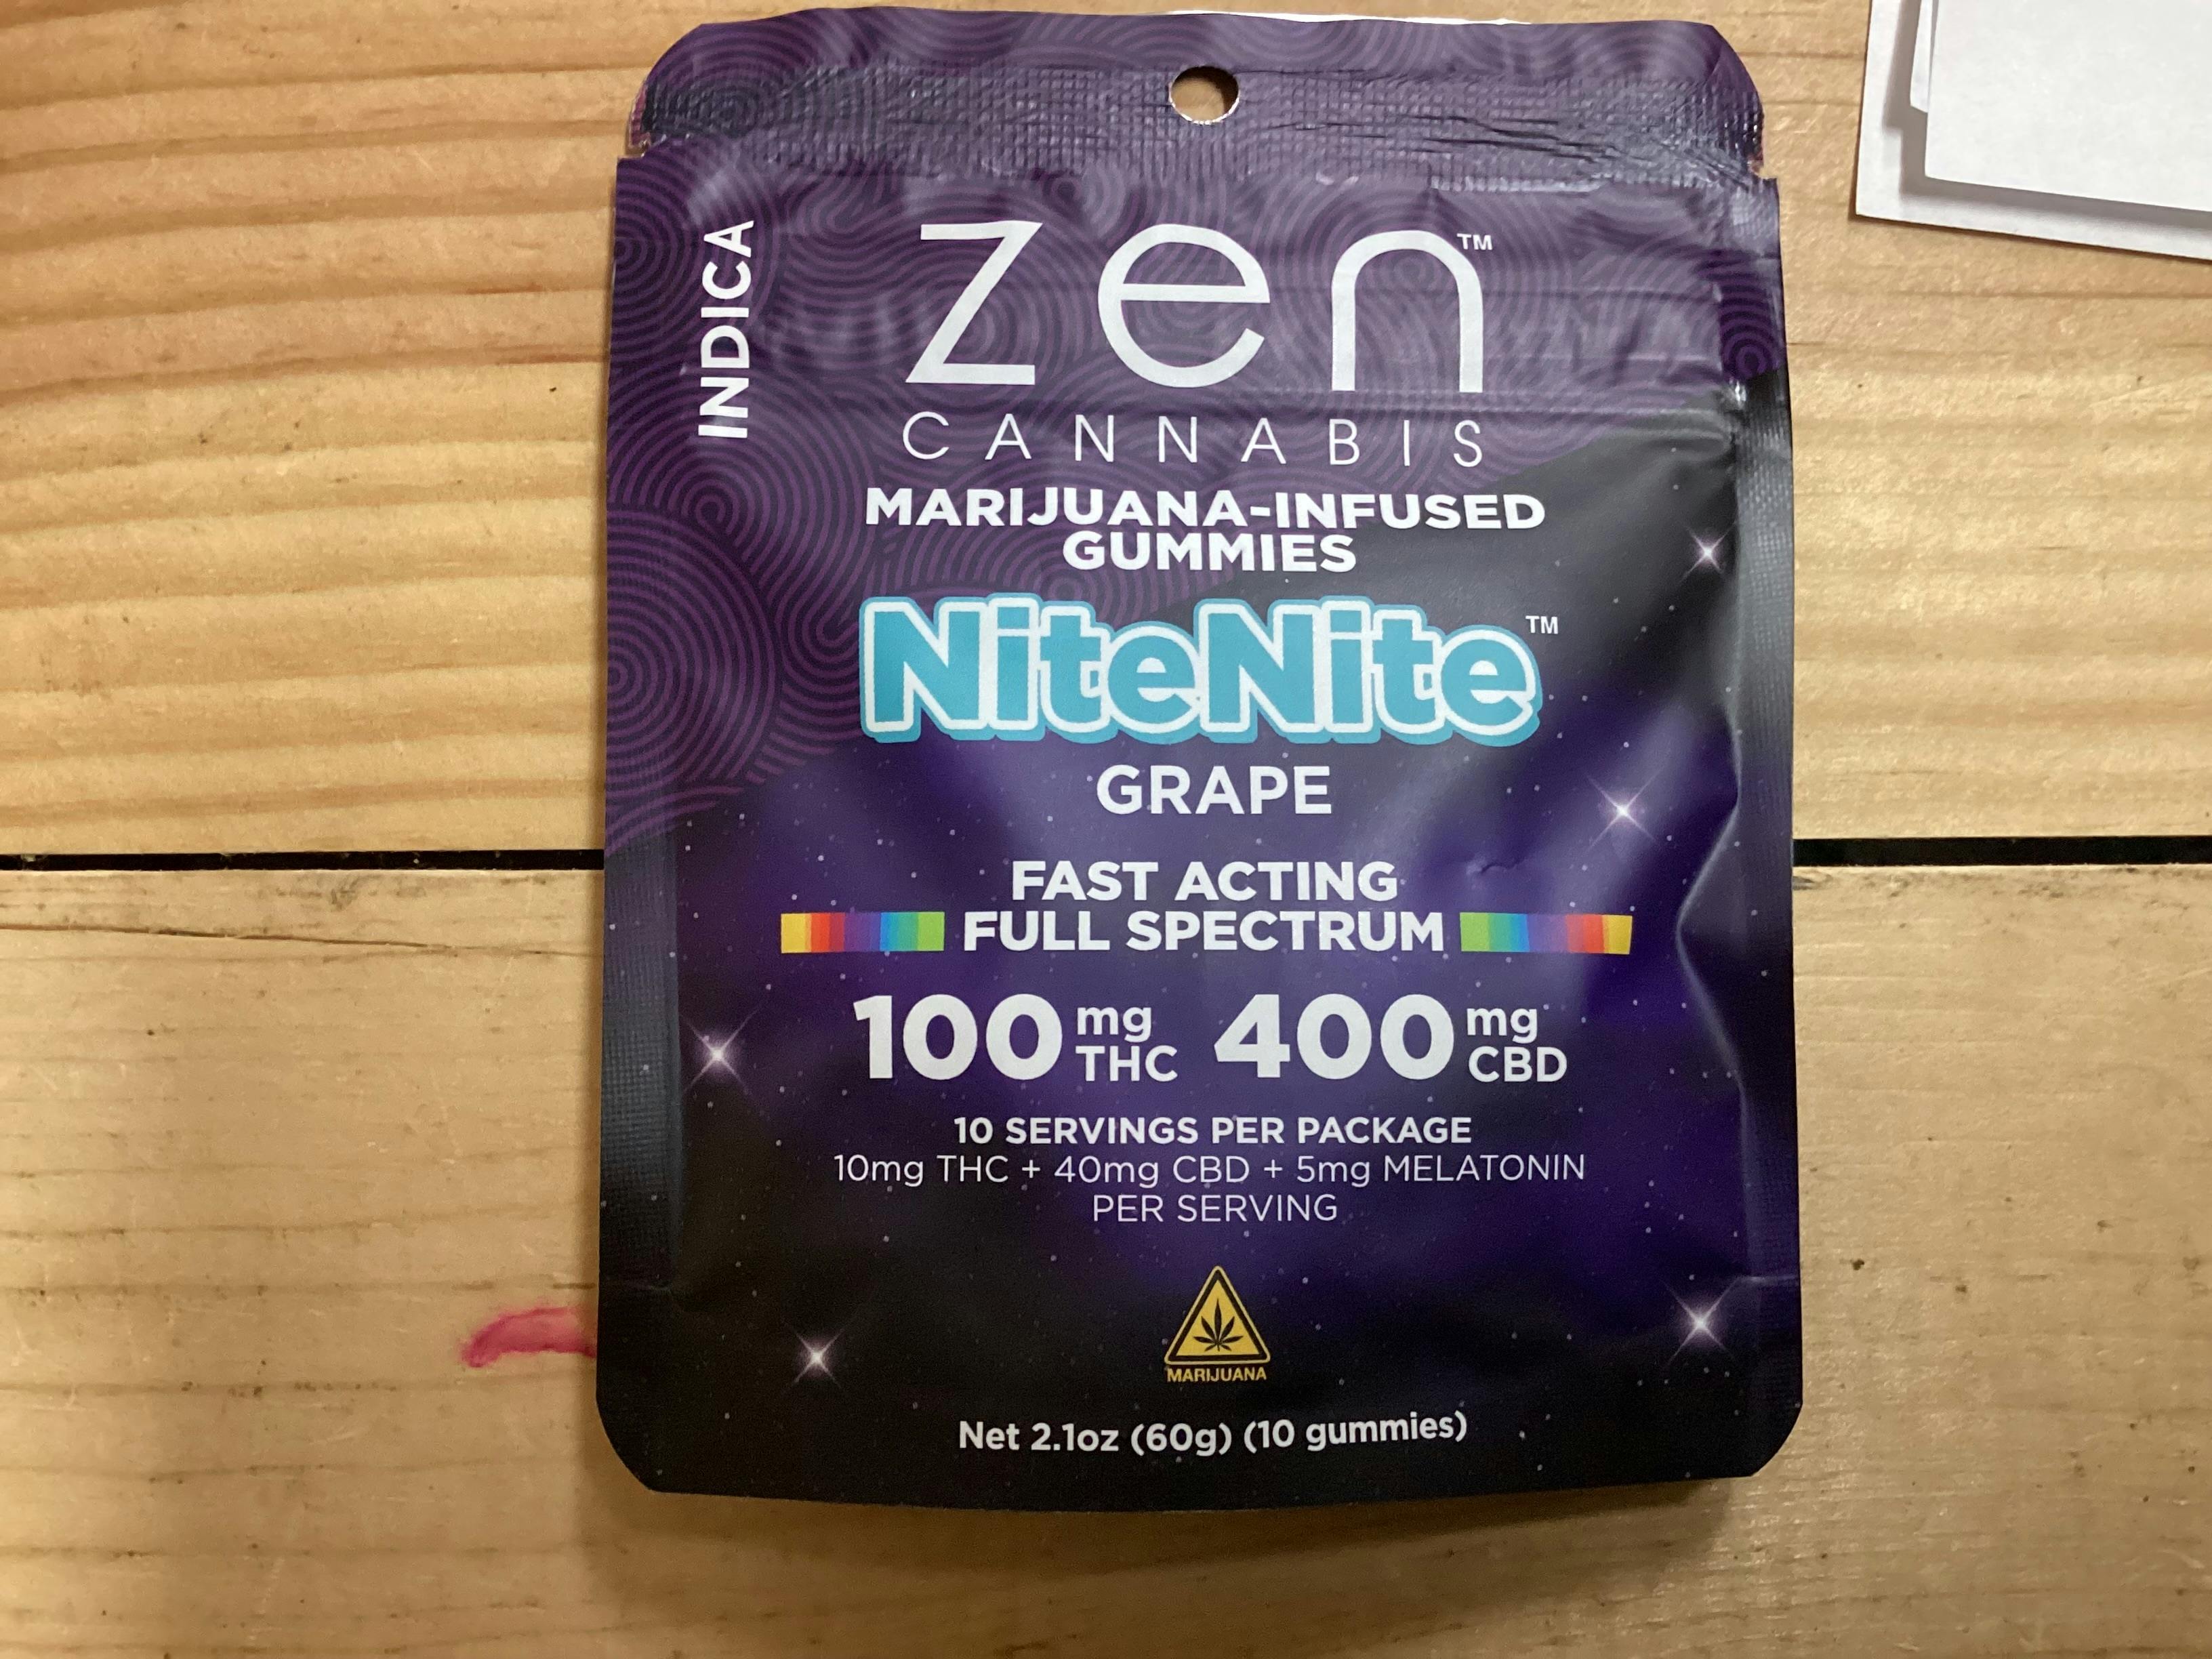 INDICA
zen™
CANNABIS
MARIJUANA-INFUSED
GUMMIES
NiteNite™
GRAPE
FAST ACTING
FULL SPECTRUM
100 mg THC 400 mg CBD
10 SERVINGS PER PACKAGE
10mg THC + 40mg CBD + 5mg MELATONIN
PER SERVING
MARIJUANA
Net 2.1oz (60g) (10 gummies)